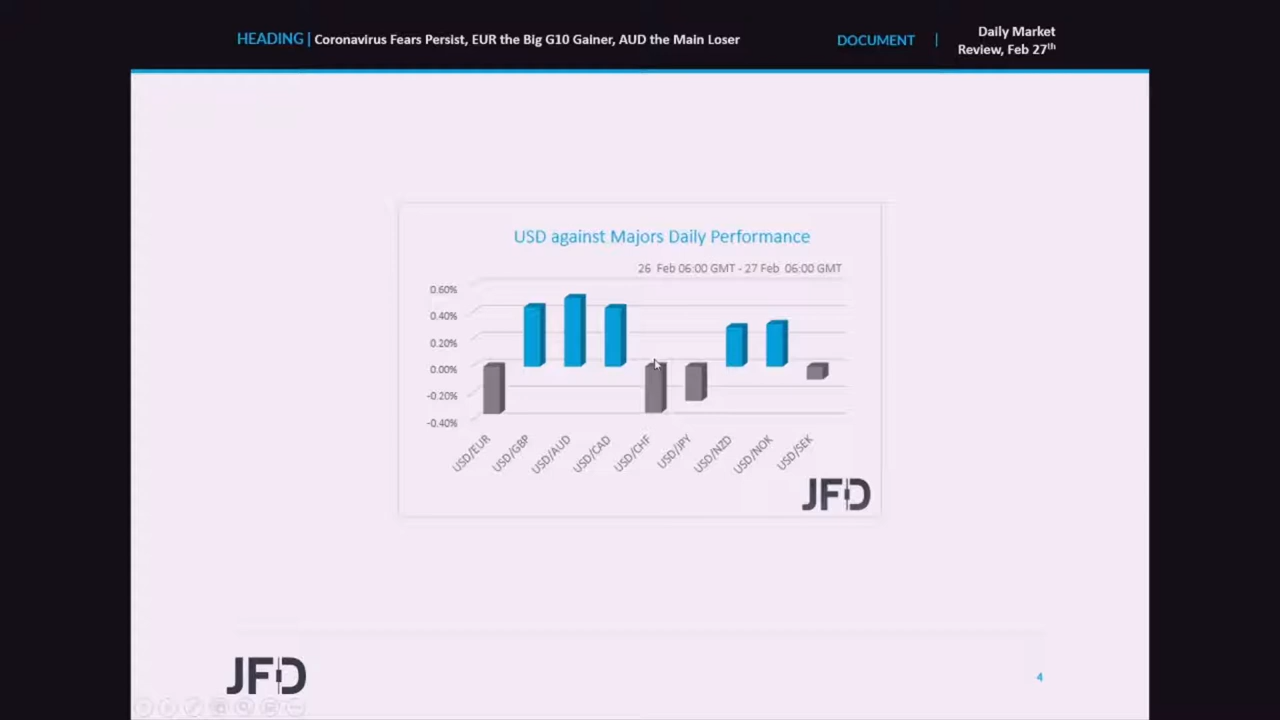 HEADING | Coronavirus Fears Persist, EUR the Big G10 Gainer, AUD the Main Loser
DOCUMENT |
Daily Market
Review, Feb 27th
USD against Majors Daily Performance
26 Feb 06:00 GMT - 27 Feb 06:00 GMT
0.60%
0.40%
0.20%
0.00%
-0.20%
-0.40%
USD/EUR
USD/GBP
USD/AUD
USD/CAD
USD/CHF
USD/JPY
USD/NZD
USD/NOK
USD/SEK
JFD
JFD
4